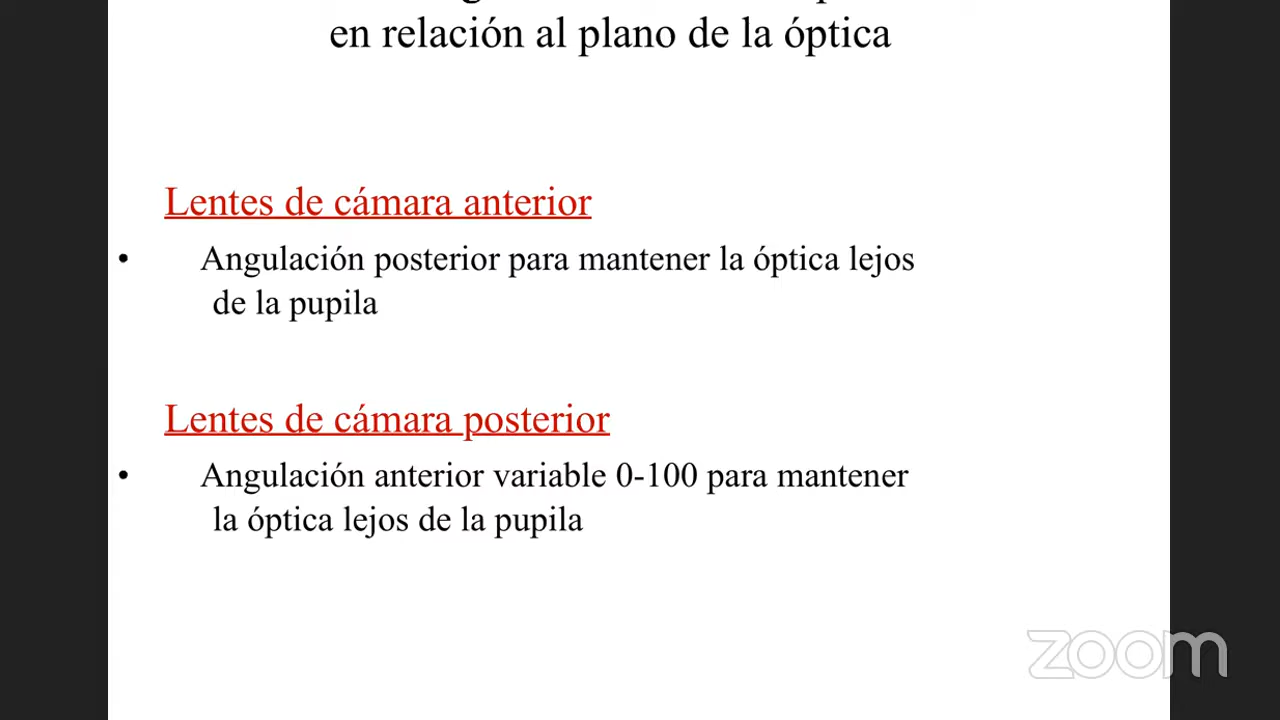 en relación al plano de la óptica
Lentes de cámara anterior
• Angulación posterior para mantener la óptica lejos
de la pupila
Lentes de cámara posterior
• Angulación anterior variable 0-100 para mantener
la óptica lejos de la pupila
zoom